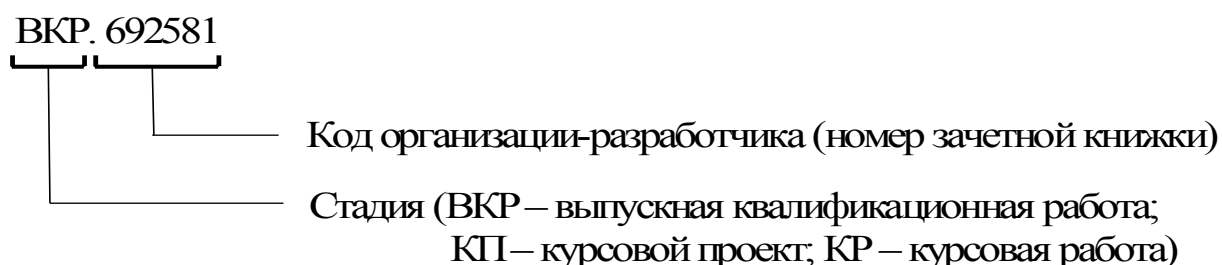 ВКР. 692581
Код организации-разработчика (номер зачетной книжки)
Стадия (ВКР – выпускная квалификационная работа;
КП – курсовой проект; КР – курсовая работа)